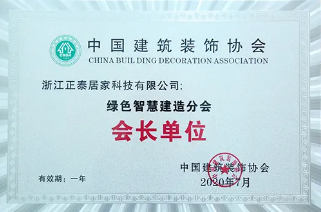 中国建筑装饰协会
CHINA BUILDING DECORATION ASSOCIATION
浙江正泰居家科技有限公司:
绿色智慧建造分会
会长单位
中国建筑装饰协会
有效期：一年
2020年7月